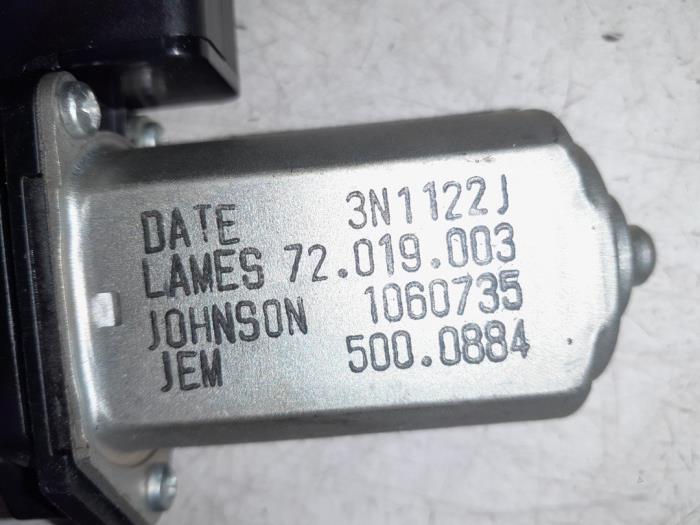 DATE 3N1122J
LAMES 72.019.003
JOHNSON 1060735
JEM 500.0884